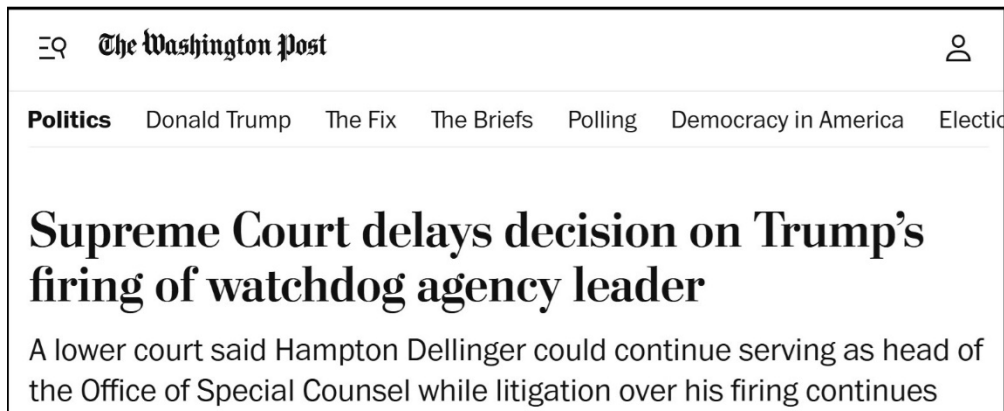 The Washington Post
Politics Donald Trump The Fix The Briefs Polling Democracy in America Electic
Supreme Court delays decision on Trump’s
firing of watchdog agency leader
A lower court said Hampton Dellinger could continue serving as head of
the Office of Special Counsel while litigation over his firing continues